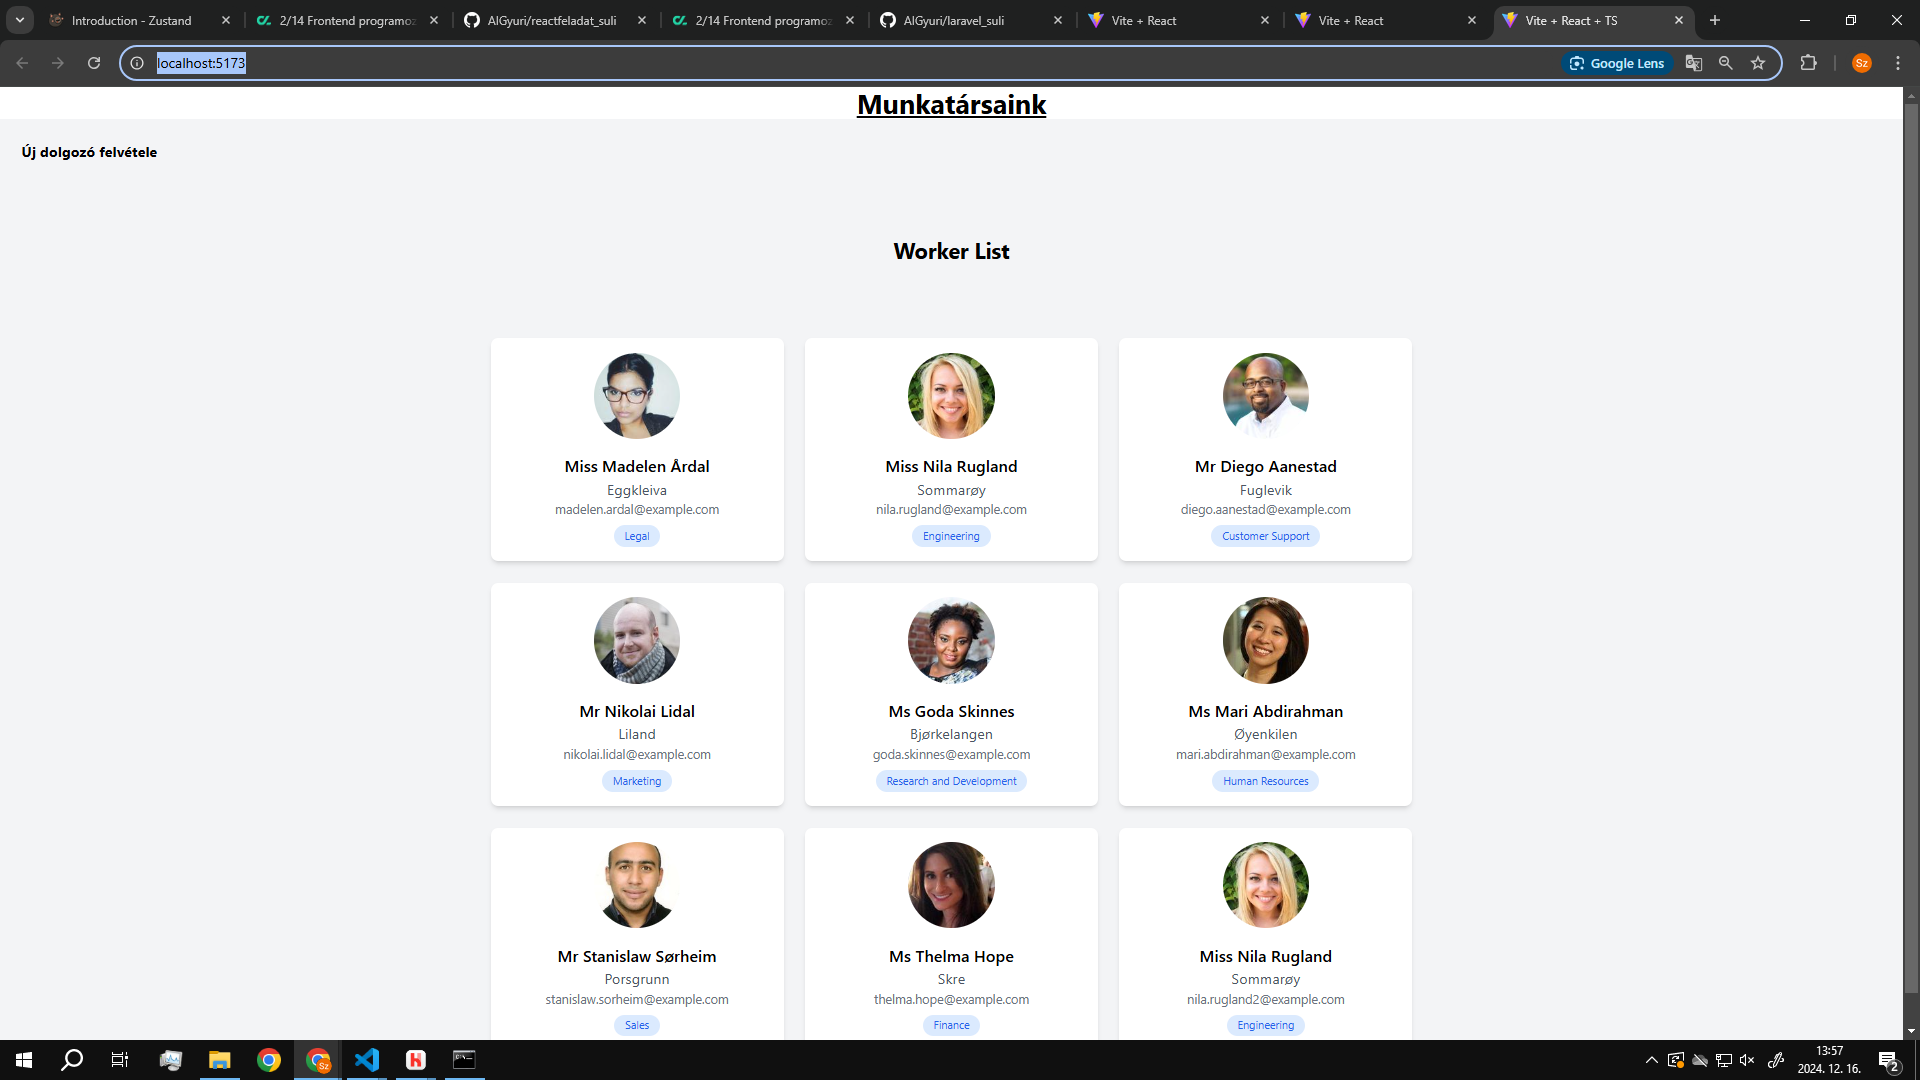 Introduction - Zustand
2/14 Frontend programoz
AlGyuri/reactfeladat_suli
2/14 Frontend programoz
AlGyuri/laravel_suli
Vite + React
Vite + React
Vite + React + TS
localhost:5173
Google Lens
Sz
Munkatársaink
Új dolgozó felvétele
Worker List
Miss Madelen Årdal
Eggkleiva
madelen.ardal@example.com
Legal
Miss Nila Rugland
Sommarøy
nila.rugland@example.com
Engineering
Mr Diego Aanestad
Fuglevik
diego.aanestad@example.com
Customer Support
Mr Nikolai Lidal
Liland
nikolai.lidal@example.com
Marketing
Ms Goda Skinnes
Bjørkelangen
goda.skinnes@example.com
Research and Development
Ms Mari Abdirahman
Øyenkilen
mari.abdirahman@example.com
Human Resources
Mr Stanislaw Sørheim
Porsgrunn
stanislaw.sorheim@example.com
Sales
Ms Thelma Hope
Skre
thelma.hope@example.com
Finance
Miss Nila Rugland
Sommarøy
nila.rugland2@example.com
Engineering
13:57
2024. 12. 16.
2